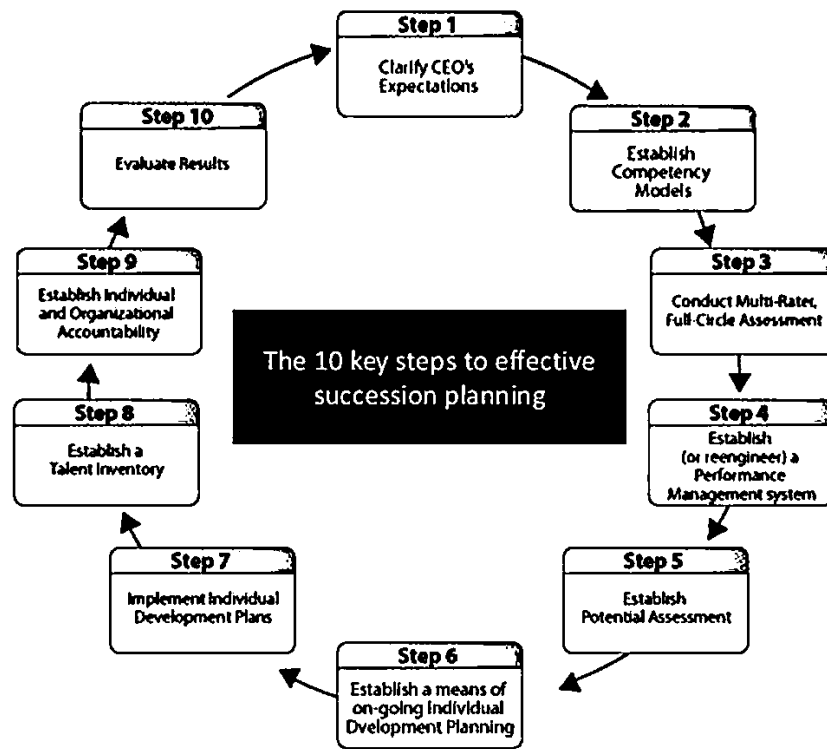 Step 1
Clarify CEO's
Expectations
Step 2
Establish
Competency
Models
Step 3
Conduct Multi-Rater,
Full-Circle Assessment
Step 4
Establish
(or reengineer) a
Performance
Management system
Step 5
Establish
Potential Assessment
Step 6
Establish a means of
on-going Individual
Dvelopment Planning
Step 7
Implement Individual
Development Plans
Step 8
Establish a
Talent Inventory
Step 9
Establish Individual
and Organizational
Accountability
Step 10
Evaluate Results
The 10 key steps to effective
succession planning